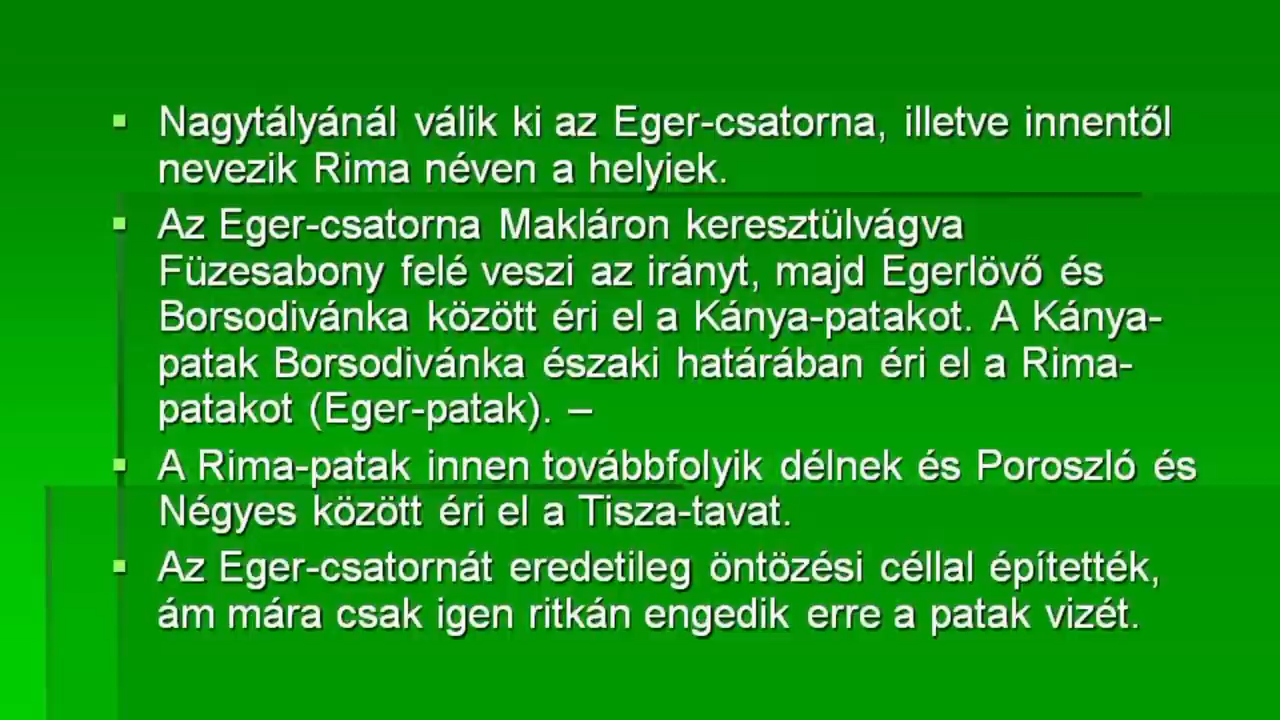 Nagytályánál válik ki az Eger-csatorna, illetve innentől
nevezik Rima néven a helyiek.
Az Eger-csatorna Makláron keresztülvágva
Füzesabony felé veszi az irányt, majd Egerlövő és
Borsodivánka között éri el a Kánya-patakot. A Kánya-
patak Borsodivánka északi határában éri el a Rima-
patakot (Eger-patak). –
A Rima-patak innen továbbfolyik délnek és Poroszló és
Négyes között éri el a Tisza-tavat.
Az Eger-csatornát eredetileg öntözési céllal építették,
ám mára csak igen ritkán engedik erre a patak vizét.